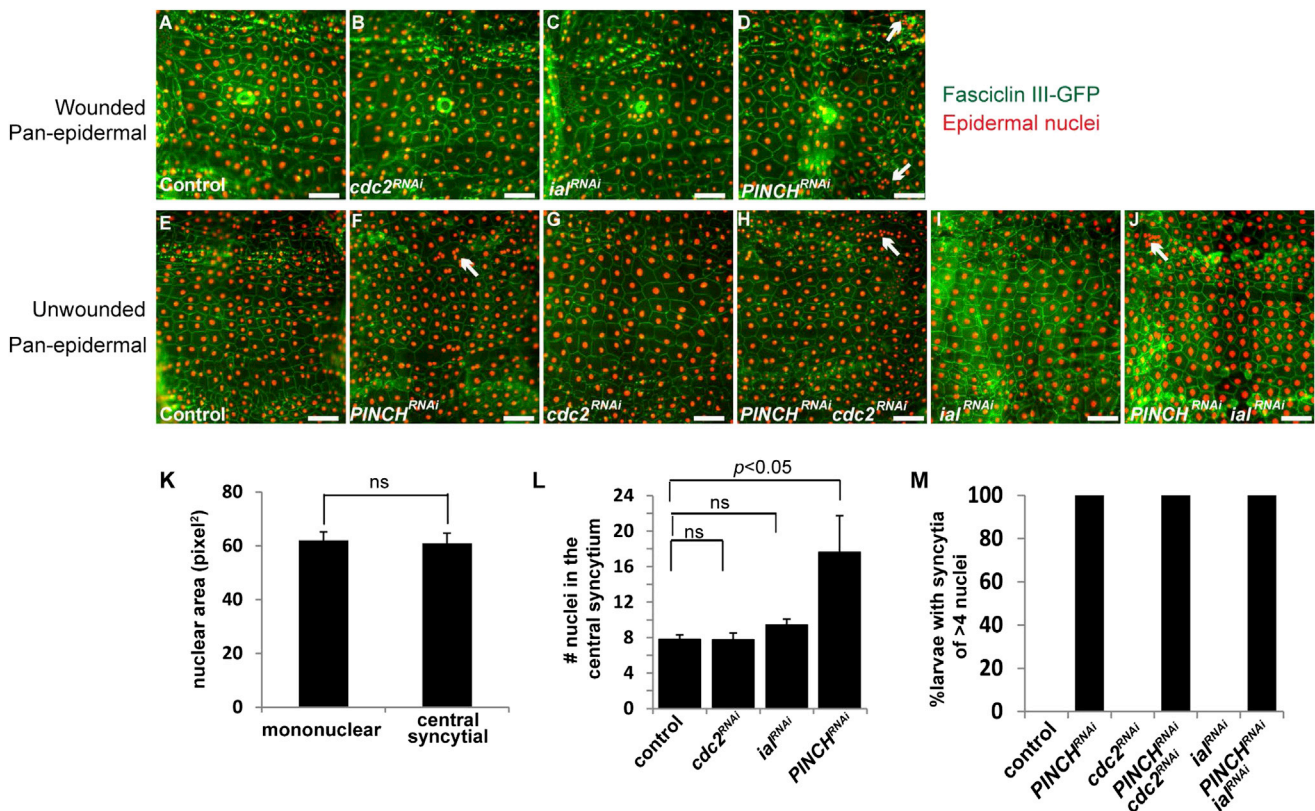 A
B
C
D
Wounded
Pan-epidermal
Fasciclin III-GFP
Epidermal nuclei
Control
cdc2RNAi
ialRNAi
PINCHRNAi
E
F
G
H
I
J
Unwounded
Pan-epidermal
Control
PINCHRNAi
cdc2RNAi
PINCHRNAi cdc2RNAi
ialRNAi
PINCHRNAi ialRNAi
K
nuclear area (pixel2)
80
60
40
20
0
ns
mononuclear
central
syncytial
L
# nuclei in the
central syncytium
24
20
16
12
8
4
0
p<0.05
ns
ns
control
cdc2RNAi
ialRNAi
PINCHRNAi
M
%larvae with syncytia
of >4 nuclei
100
80
60
40
20
0
control
PINCHRNAi
cdc2RNAi
PINCHRNAi
cdc2RNAi
ialRNAi
PINCHRNAi
ialRNAi